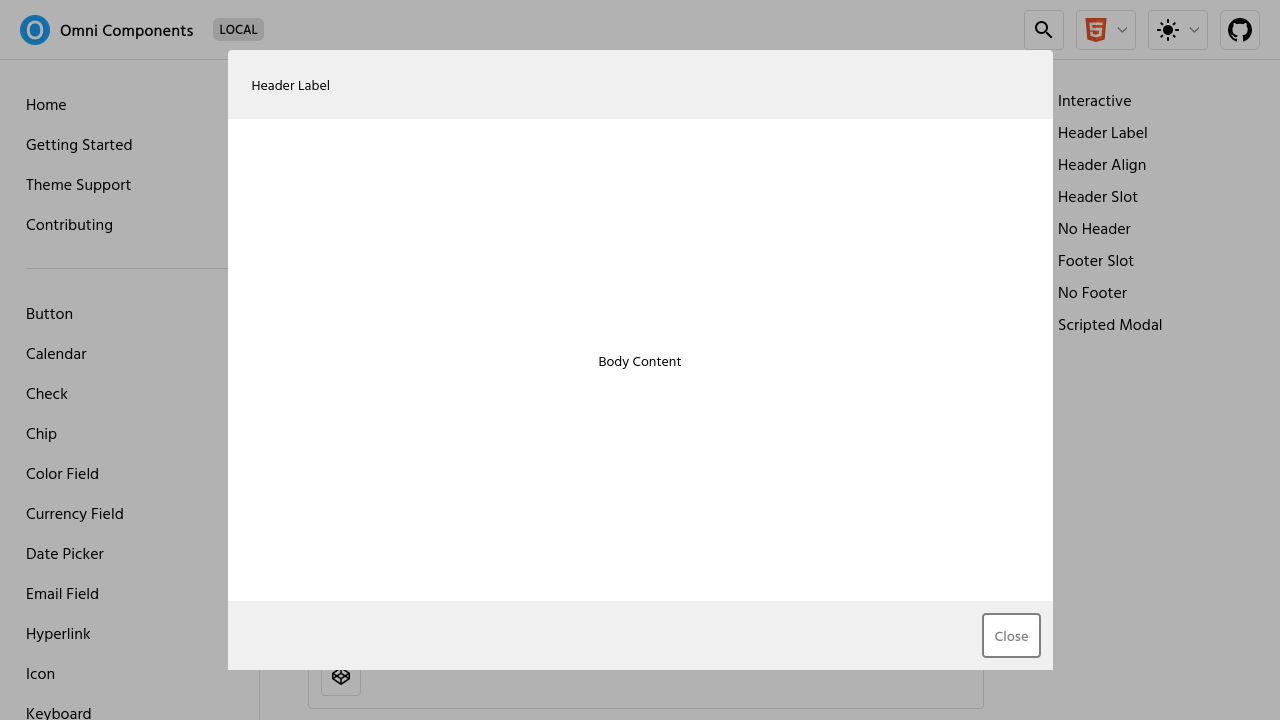 Omni Components
LOCAL
Home
Getting Started
Theme Support
Contributing
Button
Calendar
Check
Chip
Color Field
Currency Field
Date Picker
Email Field
Hyperlink
Icon
Keyboard
Header Label
Body Content
Close
Interactive
Header Label
Header Align
Header Slot
No Header
Footer Slot
No Footer
Scripted Modal